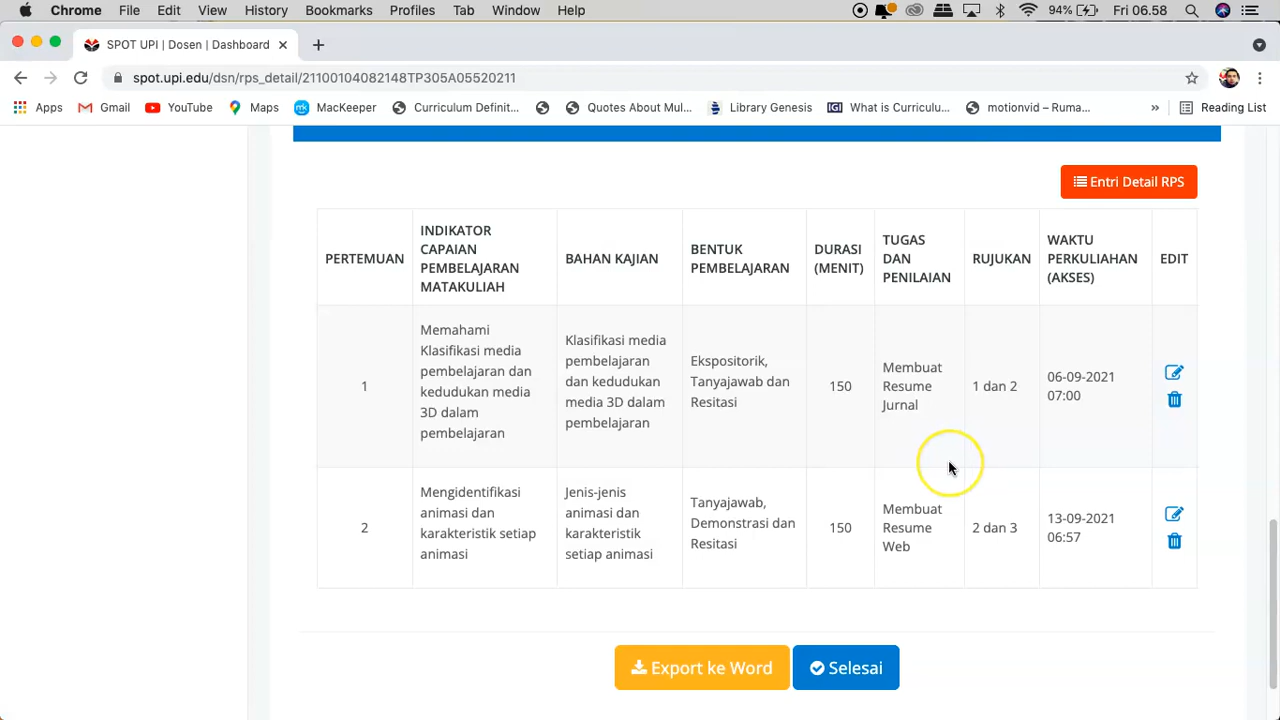 Chrome File Edit View History Bookmarks Profiles Tab Window Help 94% Fri 06.58
SPOT UPI | Dosen | Dashboard
spot.upi.edu/dsn/rps_detail/21100104082148TP305A05520211
Apps Gmail YouTube Maps MacKeeper Curriculum Definit... Quotes About Mul... Library Genesis What is Curriculu... motionvid – Ruma... » Reading List
Entri Detail RPS
PERTEMUAN
INDIKATOR
CAPAIAN
PEMBELAJARAN
MATAKULIAH
BAHAN KAJIAN
BENTUK
PEMBELAJARAN
DURASI
(MENIT)
TUGAS
DAN
PENILAIAN
RUJUKAN
WAKTU
PERKULIAHAN
(AKSES)
EDIT
1
Memahami
Klasifikasi media
pembelajaran dan
kedudukan media
3D dalam
pembelajaran
Klasifikasi media
pembelajaran
dan kedudukan
media 3D dalam
pembelajaran
Ekspositorik,
Tanyajawab dan
Resitasi
150
Membuat
Resume
Jurnal
1 dan 2
06-09-2021
07:00
2
Mengidentifikasi
animasi dan
karakteristik setiap
animasi
Jenis-jenis
animasi dan
karakteristik
setiap animasi
Tanyajawab,
Demonstrasi dan
Resitasi
150
Membuat
Resume
Web
2 dan 3
13-09-2021
06:57
Export ke Word
Selesai